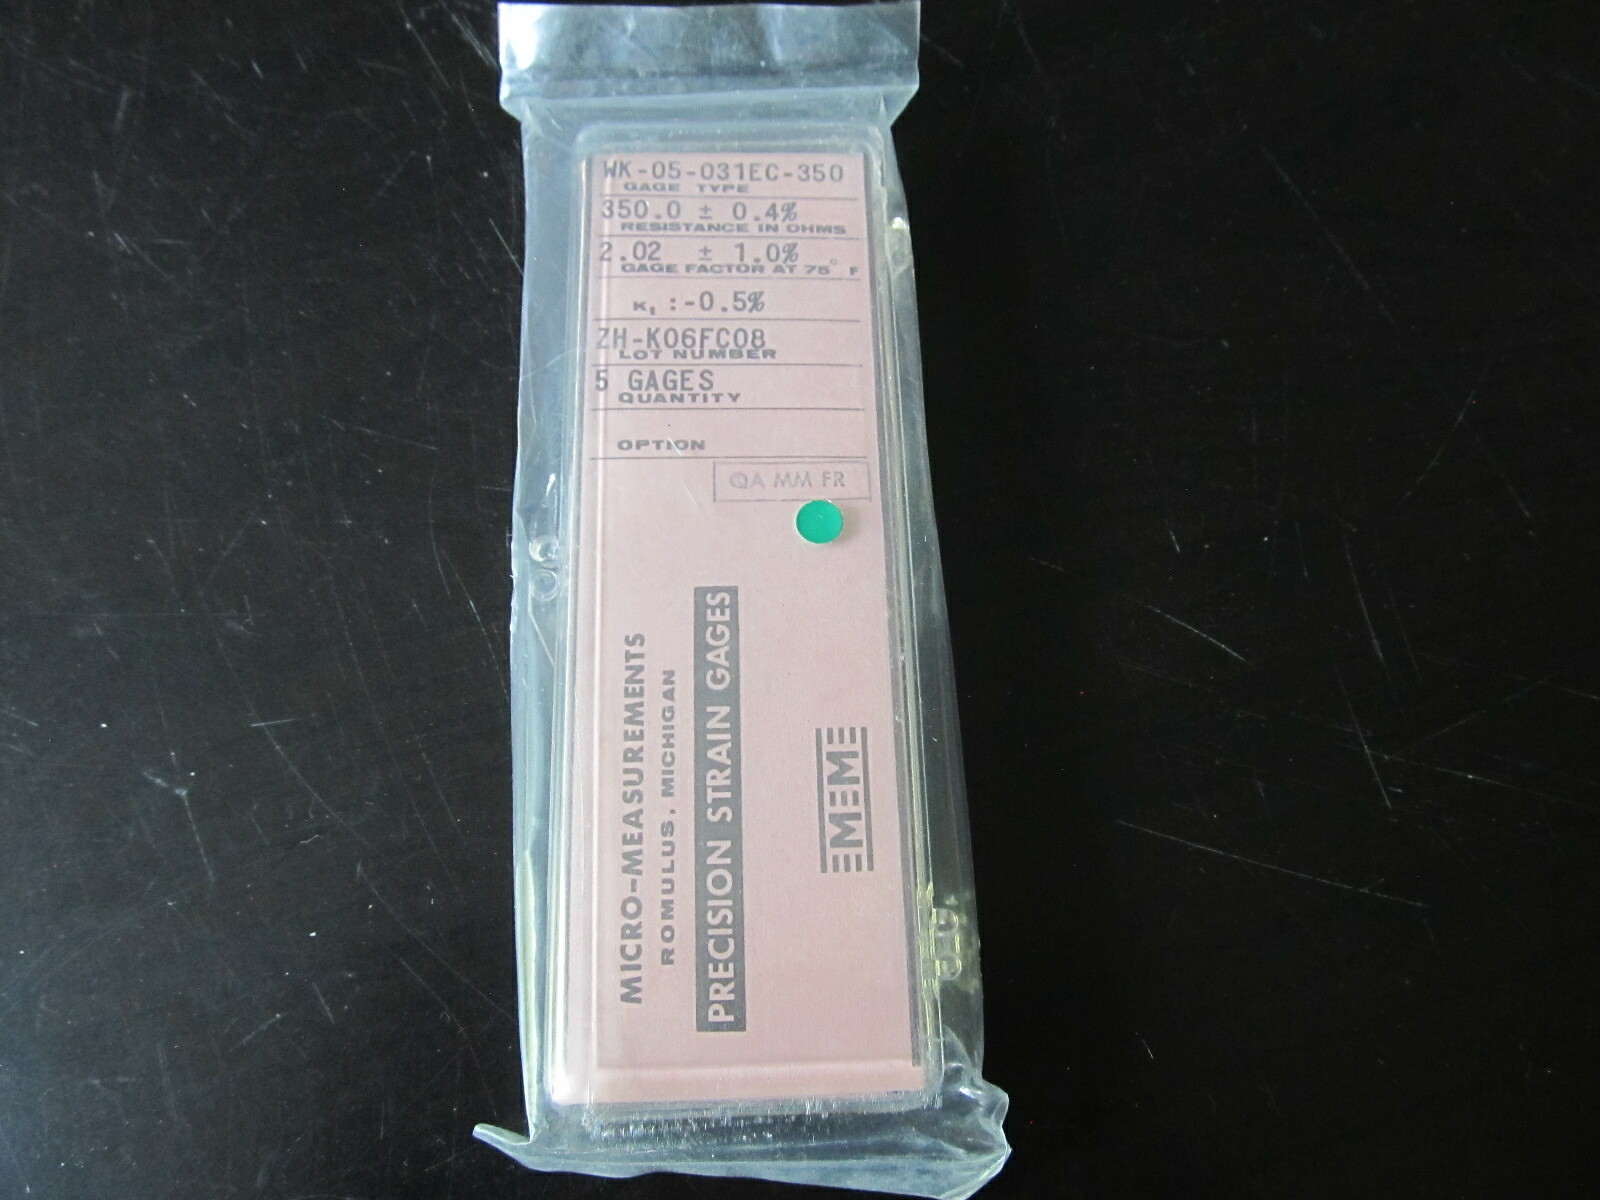 WK-05-031EC-350
GAGE TYPE
350.0 ± 0.4%
RESISTANCE IN OHMS
2.02 ± 1.0%
GAGE FACTOR AT 75° F
Kt :-0.5%
ZH-K06FC08
LOT NUMBER
5 GAGES
QUANTITY
OPTION
QA MM FR
MICRO-MEASUREMENTS
ROMULUS, MICHIGAN
PRECISION STRAIN GAGES
MM